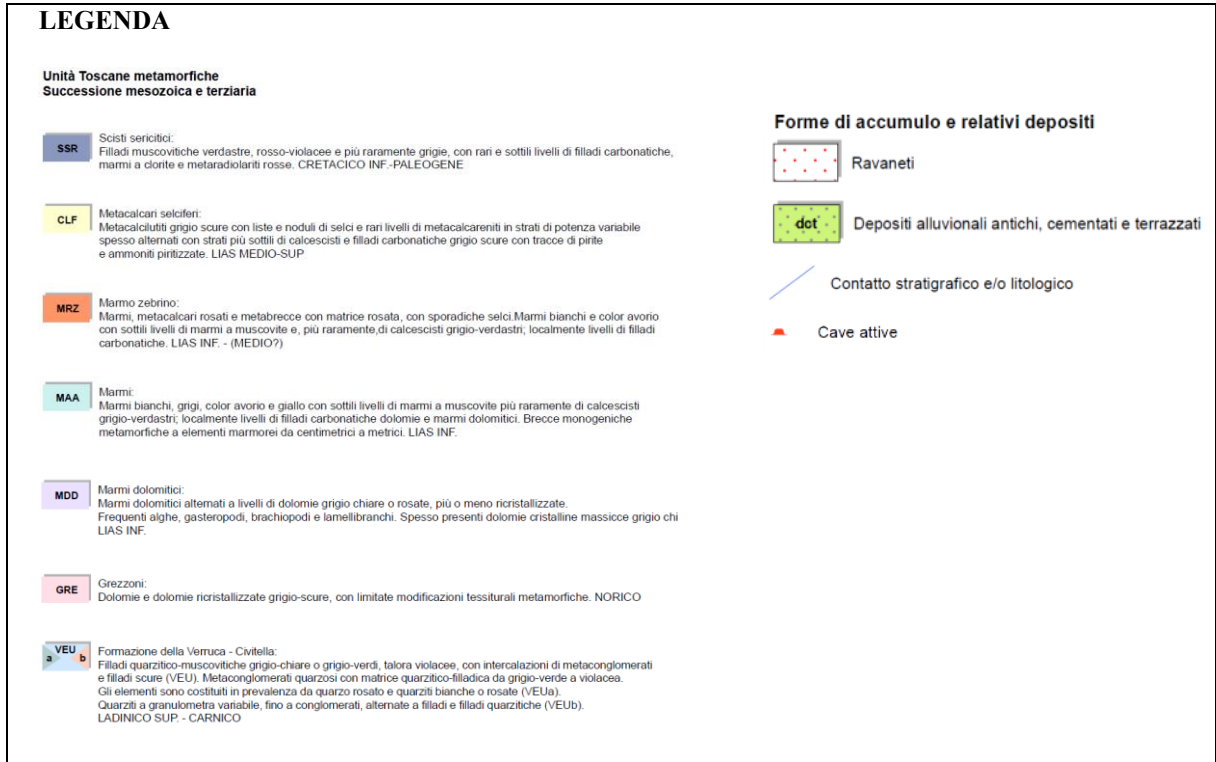 LEGENDA
Unità Toscane metamorfiche
Successione mesozoica e terziaria
SSR
Scisti sericitici:
Filladi muscovitiche verdastre, rosso-violacee e più raramente grigie, con rari e sottili livelli di filladi carbonatiche,
marmi a clorite e metaradiolariti rosse. CRETACICO INF.-PALEOGENE
CLF
Metacalcari selciferi:
Metacalcilutiti grigio scure con liste e noduli di selci e rari livelli di metacalcareniti in strati di potenza variabile
spesso alternati con strati più sottili di calcescisti e filladi carbonatiche grigio scure con tracce di pirite
e ammoniti piritizzate. LIAS MEDIO-SUP
MRZ
Marmo zebrino:
Marmi, metacalcari rosati e metabrecce con matrice rosata, con sporadiche selci.Marmi bianchi e color avorio
con sottili livelli di marmi a muscovite e, più raramente,di calcescisti grigio-verdastri; localmente livelli di filladi
carbonatiche. LIAS INF. - (MEDIO?)
MAA
Marmi:
Marmi bianchi, grigi, color avorio e giallo con sottili livelli di marmi a muscovite più raramente di calcescisti
grigio-verdastri; localmente livelli di filladi carbonatiche dolomie e marmi dolomitici. Brecce monogeniche
metamorfiche a elementi marmorei da centimetrici a metrici. LIAS INF.
MDD
Marmi dolomitici:
Marmi dolomitici alternati a livelli di dolomie grigio chiare o rosate, più o meno ricristallizzate.
Frequenti alghe, gasteropodi, brachiopodi e lamellibranchi. Spesso presenti dolomie cristalline massicce grigio chi
LIAS INF.
GRE
Grezzoni:
Dolomie e dolomie ricristallizzate grigio-scure, con limitate modificazioni tessiturali metamorfiche. NORICO
VEU
a b
Formazione della Verruca - Civitella:
Filladi quarzitico-muscovitiche grigio-chiare o grigio-verdi, talora violacee, con intercalazioni di metaconglomerati
e filladi scure (VEU). Metaconglomerati quarzosi con matrice quarzitico-filladica da grigio-verde a violacea.
Gli elementi sono costituiti in prevalenza da quarzo rosato e quarziti bianche o rosate (VEUa).
Quarziti a granulometra variabile, fino a conglomerati, alternate a filladi e filladi quarzitiche (VEUb).
LADINICO SUP. - CARNICO
Forme di accumulo e relativi depositi
Ravaneti
dct
Depositi alluvionali antichi, cementati e terrazzati
Contatto stratigrafico e/o litologico
Cave attive